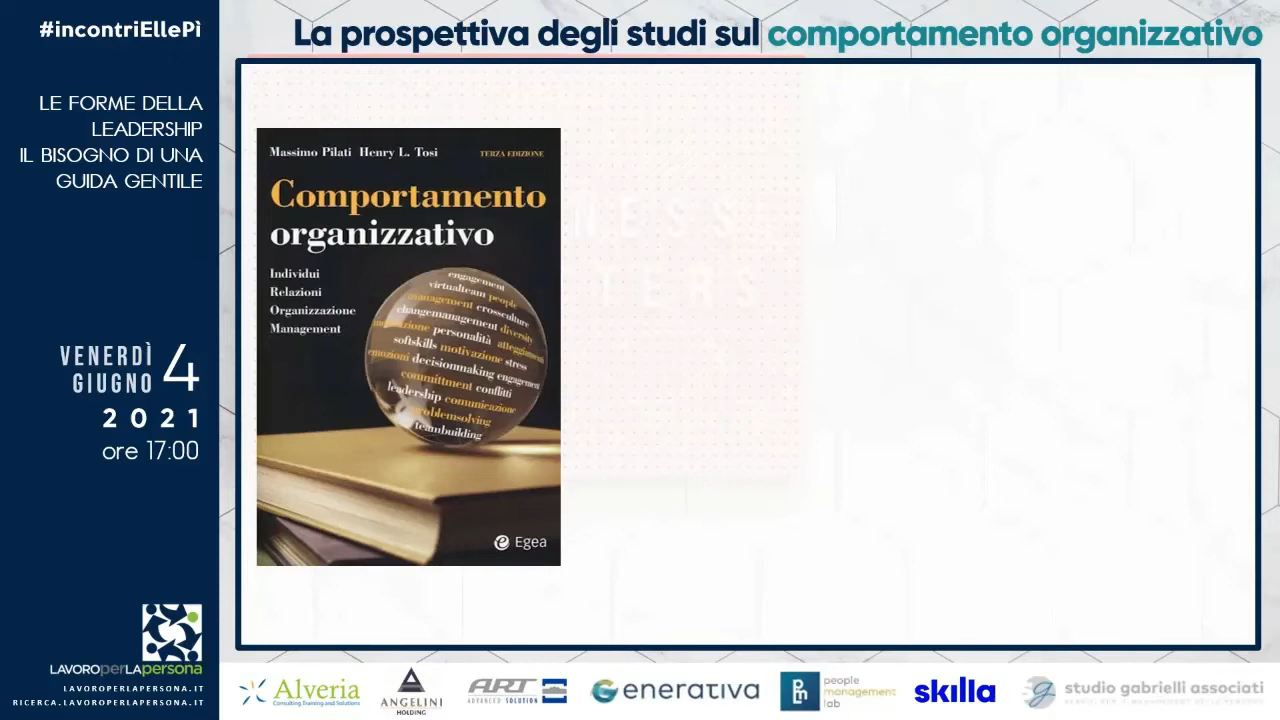 #incontriEllePì
LE FORME DELLA
LEADERSHIP
IL BISOGNO DI UNA
GUIDA GENTILE
VENERDÌ
GIUGNO 4
2021
ore 17:00
LAVOROperLApersona
LAVOROPERLAPERSONA.IT
RICERCA.LAVOROPERLAPERSONA.IT
La prospettiva degli studi sul comportamento organizzativo
Massimo Pilati Henry L. Tosi
TERZA EDIZIONE
Comportamento
organizzativo
Individui
Relazioni
Organizzazione
Management
engagement
virtualteam people
management crossculture
changemanagement diversity
personalità
softskills motivazione stress
emozioni decisionmaking engagement
committment conflitti
leadership comunicazione
problemsolving
teambuilding
Egea
NESS
TERS
Alveria
Consulting Training and Solutions
ANGELINI
HOLDING
ART
ADVANCED SOLUTION
Generativa
Pm
people
management
lab
skilla
studio gabrielli associati